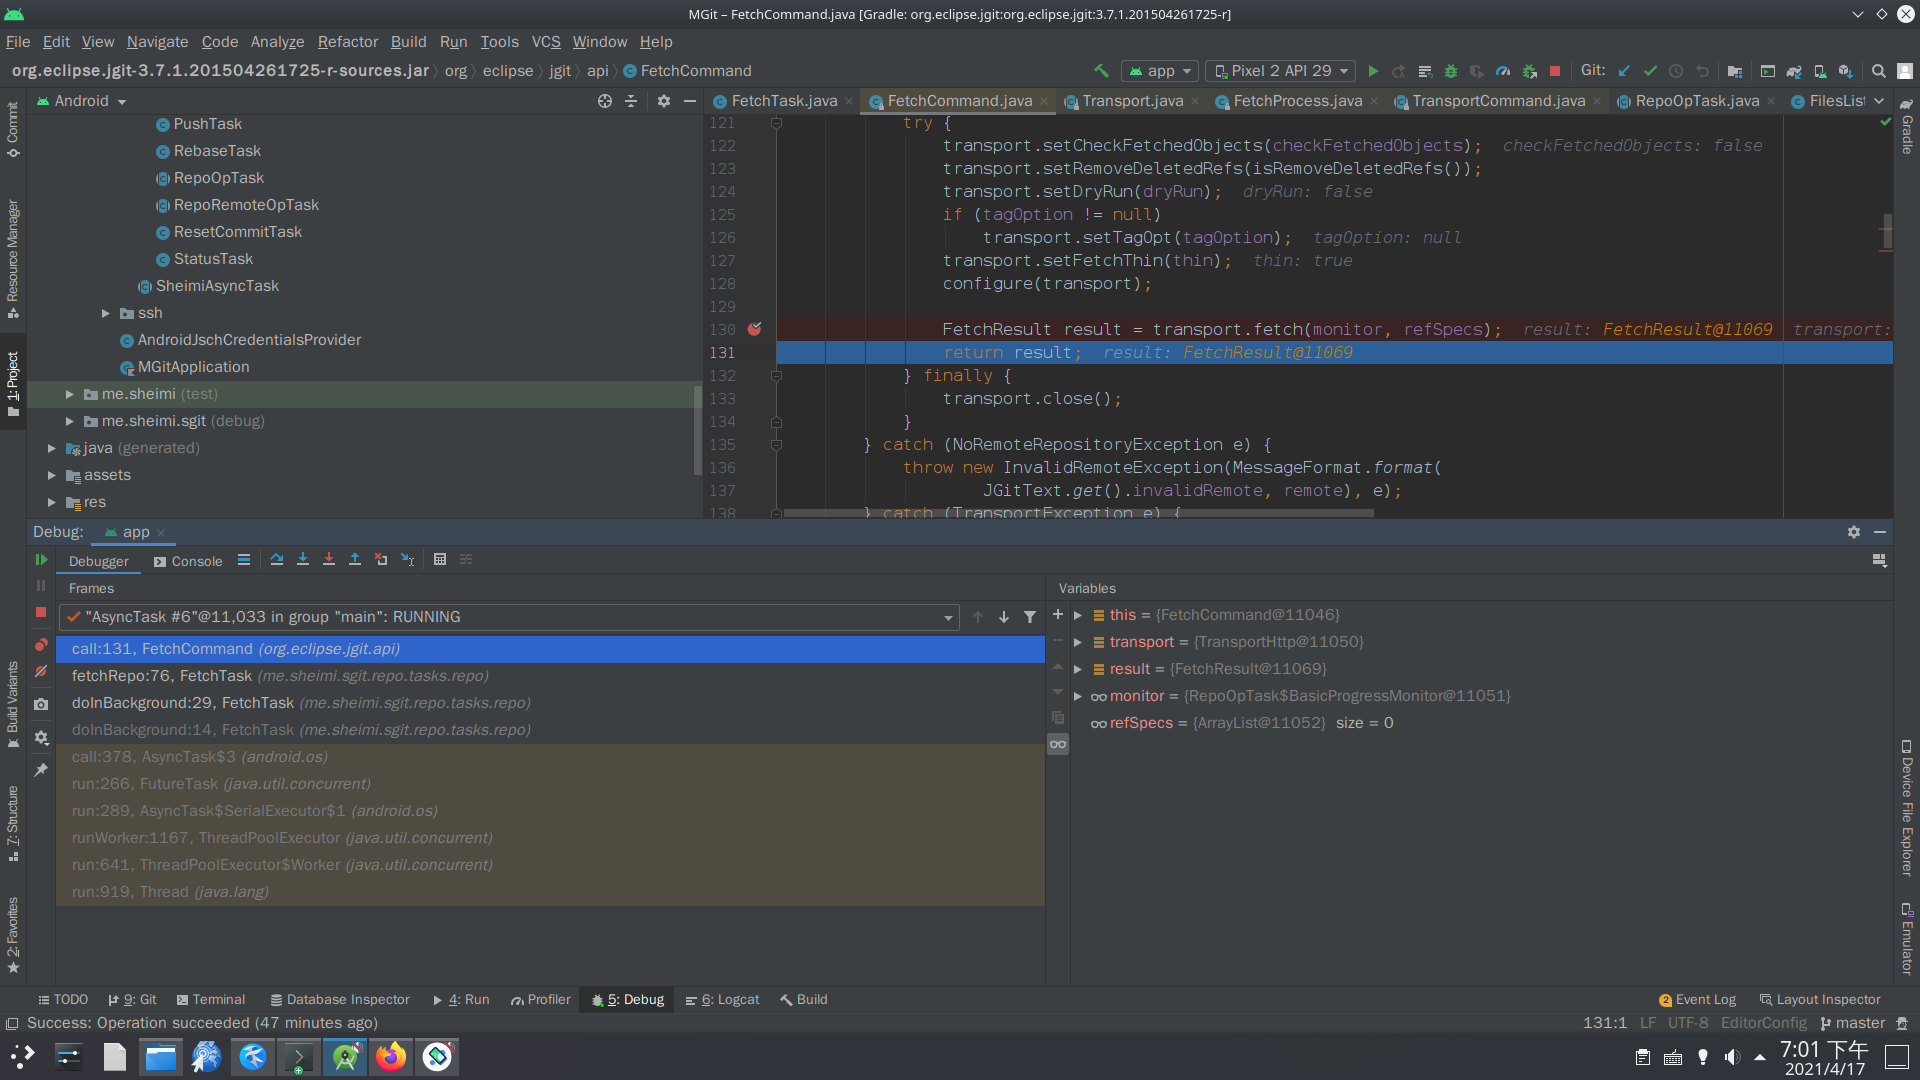 MGit – FetchCommand.java [Gradle: org.eclipse.jgit:org.eclipse.jgit:3.7.1.201504261725-r]
File Edit View Navigate Code Analyze Refactor Build Run Tools VCS Window Help
org.eclipse.jgit-3.7.1.201504261725-r-sources.jar org eclipse jgit api FetchCommand
app Pixel 2 API 29 Git:
Android
FetchTask.java FetchCommand.java Transport.java FetchProcess.java TransportCommand.java RepoOpTask.java FilesList
PushTask
RebaseTask
RepoOpTask
RepoRemoteOpTask
ResetCommitTask
StatusTask
SheimiAsyncTask
ssh
AndroidJschCredentialsProvider
MGitApplication
me.sheimi (test)
me.sheimi.sgit (debug)
java (generated)
assets
res
121 try {
122 transport.setCheckFetchedObjects(checkFetchedObjects); checkFetchedObjects: false
123 transport.setRemoveDeletedRefs(isRemoveDeletedRefs());
124 transport.setDryRun(dryRun); dryRun: false
125 if (tagOption != null)
126 transport.setTagOpt(tagOption); tagOption: null
127 transport.setFetchThin(thin); thin: true
128 configure(transport);
129
130 FetchResult result = transport.fetch(monitor, refSpecs); result: FetchResult@11069 transport:
131 return result; result: FetchResult@11069
132 } finally {
133 transport.close();
134 }
135 } catch (NoRemoteRepositoryException e) {
136 throw new InvalidRemoteException(MessageFormat.format(
137 JGitText.get().invalidRemote, remote), e);
138 } catch (TransportException e) {
Commit
Resource Manager
1: Project
Build Variants
7: Structure
2: Favorites
Gradle
Device File Explorer
Emulator
Debug: app
Debugger Console
Frames
"AsyncTask #6"@11,033 in group "main": RUNNING
call:131, FetchCommand (org.eclipse.jgit.api)
fetchRepo:76, FetchTask (me.sheimi.sgit.repo.tasks.repo)
doInBackground:29, FetchTask (me.sheimi.sgit.repo.tasks.repo)
doInBackground:14, FetchTask (me.sheimi.sgit.repo.tasks.repo)
call:378, AsyncTask$3 (android.os)
run:266, FutureTask (java.util.concurrent)
run:289, AsyncTask$SerialExecutor$1 (android.os)
runWorker:1167, ThreadPoolExecutor (java.util.concurrent)
run:641, ThreadPoolExecutor$Worker (java.util.concurrent)
run:919, Thread (java.lang)
Variables
this = {FetchCommand@11046}
transport = {TransportHttp@11050}
result = {FetchResult@11069}
monitor = {RepoOpTask$BasicProgressMonitor@11051}
refSpecs = {ArrayList@11052} size = 0
TODO 9: Git Terminal Database Inspector 4: Run Profiler 5: Debug 6: Logcat Build 2 Event Log Layout Inspector
Success: Operation succeeded (47 minutes ago) 131:1 LF UTF-8 EditorConfig master
7:01 下午
2021/4/17